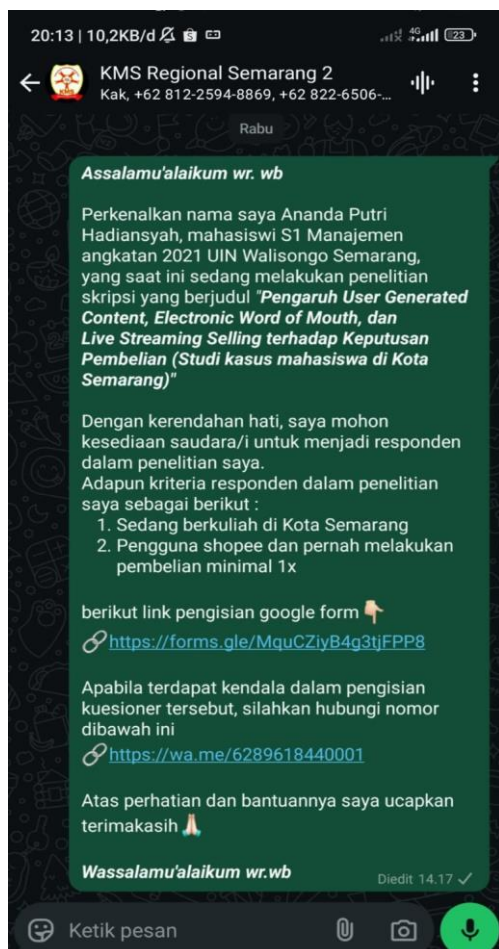 20:13 | 10,2KB/d
4G
23
KMS Regional Semarang 2
Kak, +62 812-2594-8869, +62 822-6506-...
Rabu
Assalamu'alaikum wr. wb
Perkenalkan nama saya Ananda Putri
Hadiansyah, mahasiswi S1 Manajemen
angkatan 2021 UIN Walisongo Semarang,
yang saat ini sedang melakukan penelitian
skripsi yang berjudul "Pengaruh User Generated
Content, Electronic Word of Mouth, dan
Live Streaming Selling terhadap Keputusan
Pembelian (Studi kasus mahasiswa di Kota
Semarang)"
Dengan kerendahan hati, saya mohon
kesediaan saudara/i untuk menjadi responden
dalam penelitian saya.
Adapun kriteria responden dalam penelitian
saya sebagai berikut :
1. Sedang berkuliah di Kota Semarang
2. Pengguna shopee dan pernah melakukan
pembelian minimal 1x
berikut link pengisian google form 👇🏻
🔗https://forms.gle/MquCZiyB4g3tjFPP8
Apabila terdapat kendala dalam pengisian
kuesioner tersebut, silahkan hubungi nomor
dibawah ini
🔗https://wa.me/6289618440001
Atas perhatian dan bantuannya saya ucapkan
terimakasih 🙏🏻
Wassalamu'alaikum wr.wb
Diedit 14.17 ✓
Ketik pesan